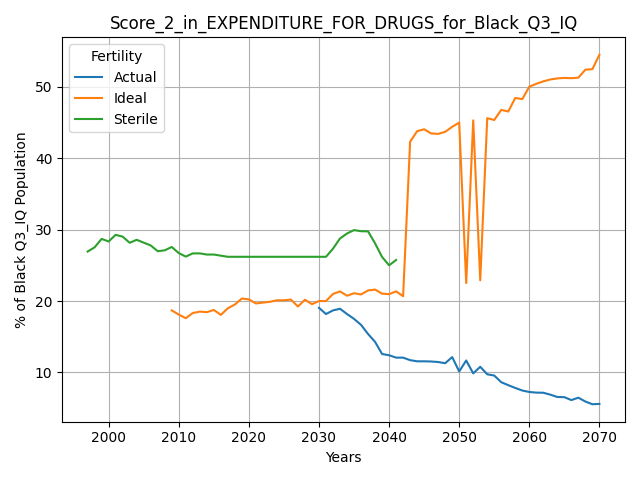 Score_2_in_EXPENDITURE_FOR_DRUGS_for_Black_Q3_IQ
Fertility
Actual
Ideal
Sterile
% of Black Q3_IQ Population
50
40
30
20
10
2000 2010 2020 2030 2040 2050 2060 2070
Years